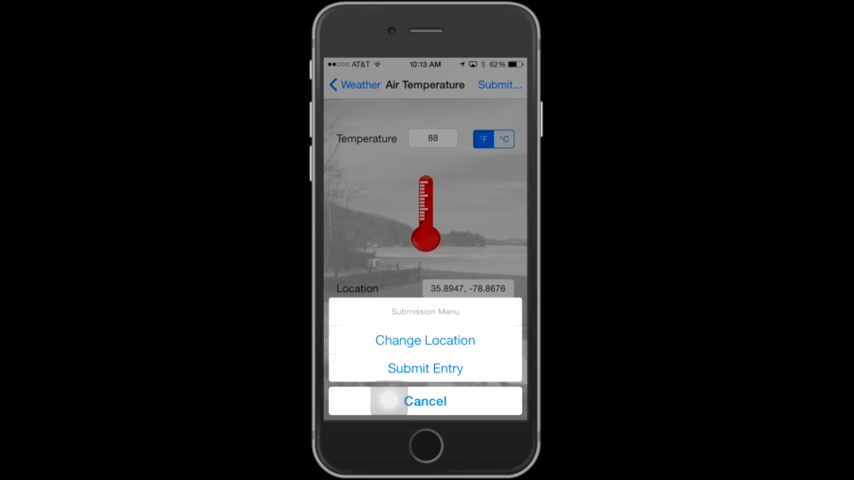 AT&T 10:13 AM 62%
Weather Air Temperature Submit...
Temperature 88 °F °C
Location 35.8947, -78.8676
Submission Menu
Change Location
Submit Entry
Cancel